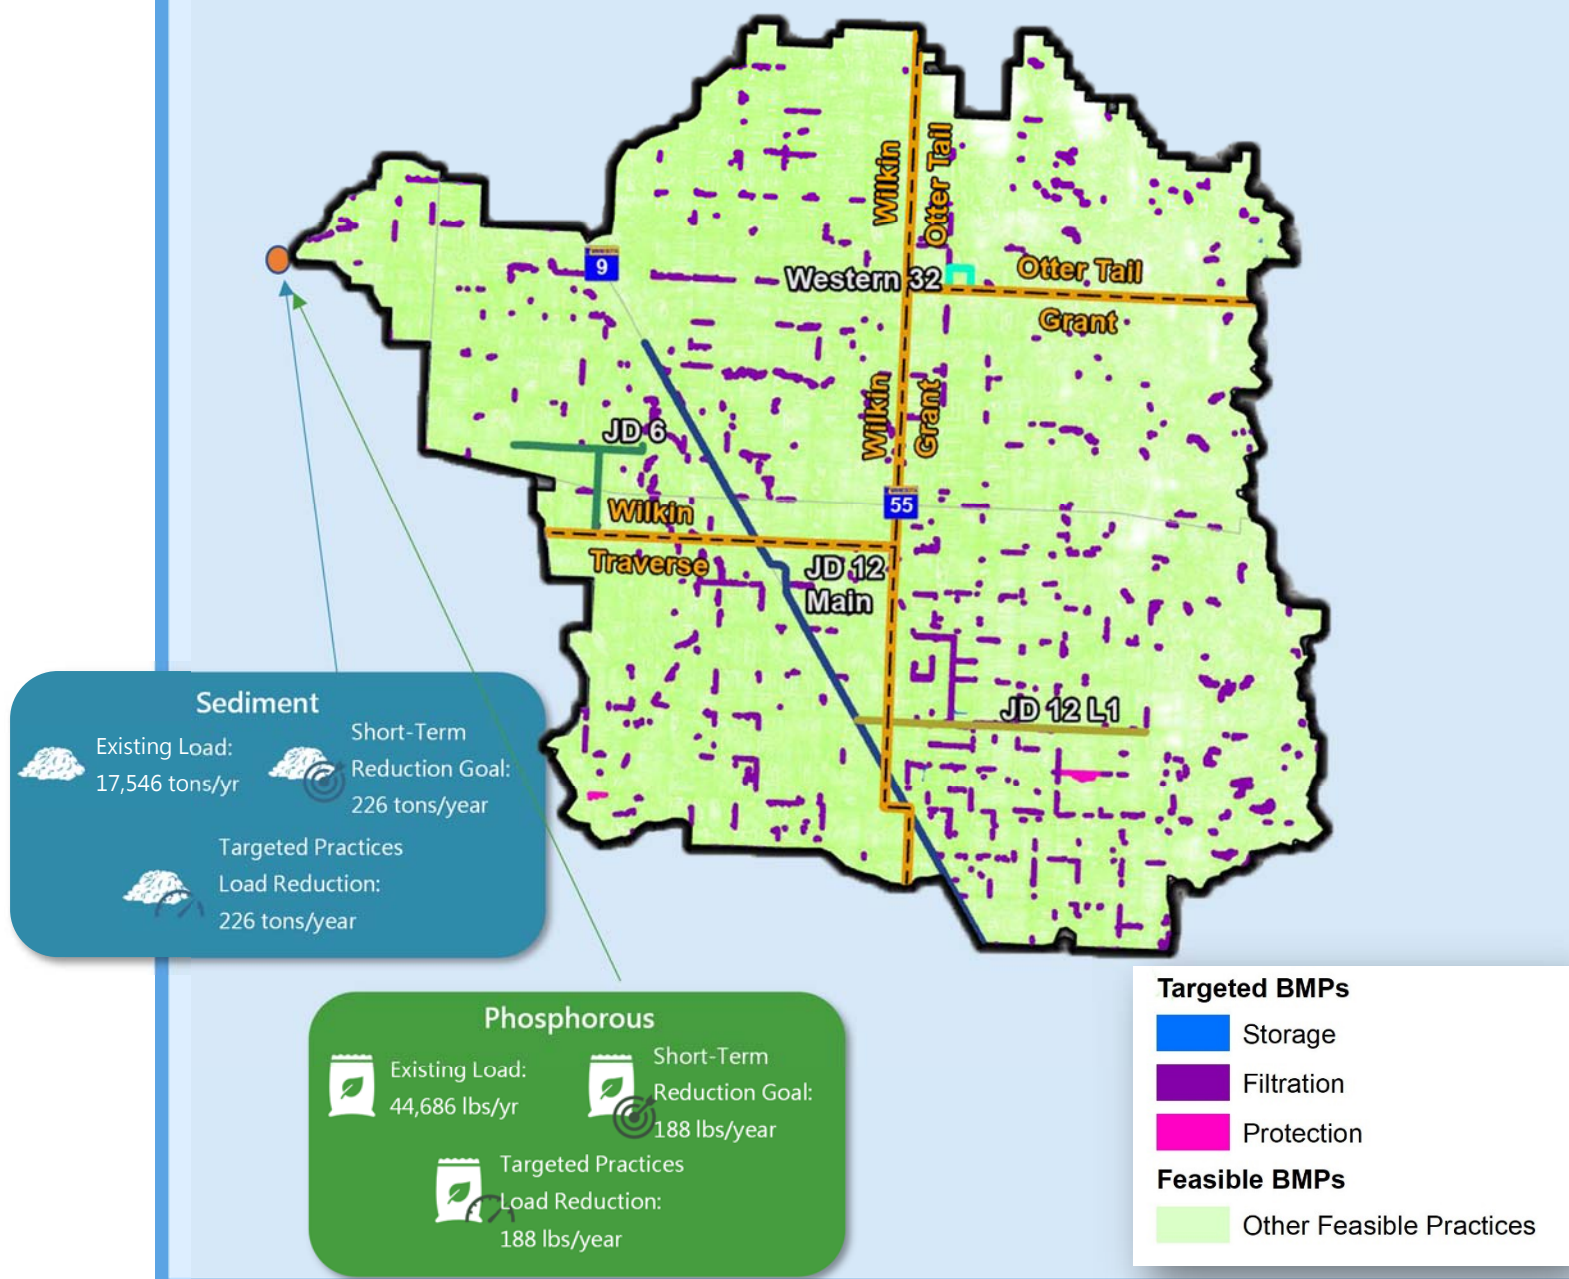 Wilkin
Otter Tail
9
Western 32
Otter Tail
Grant
Wilkin
Grant
JD 6
55
Wilkin
Traverse
JD 12
Main
JD 12 L1
Sediment
Existing Load:
17,546 tons/yr
Short-Term
Reduction Goal:
226 tons/year
Targeted Practices
Load Reduction:
226 tons/year
Phosphorous
Existing Load:
44,686 lbs/yr
Short-Term
Reduction Goal:
188 lbs/year
Targeted Practices
Load Reduction:
188 lbs/year
Targeted BMPs
Storage
Filtration
Protection
Feasible BMPs
Other Feasible Practices